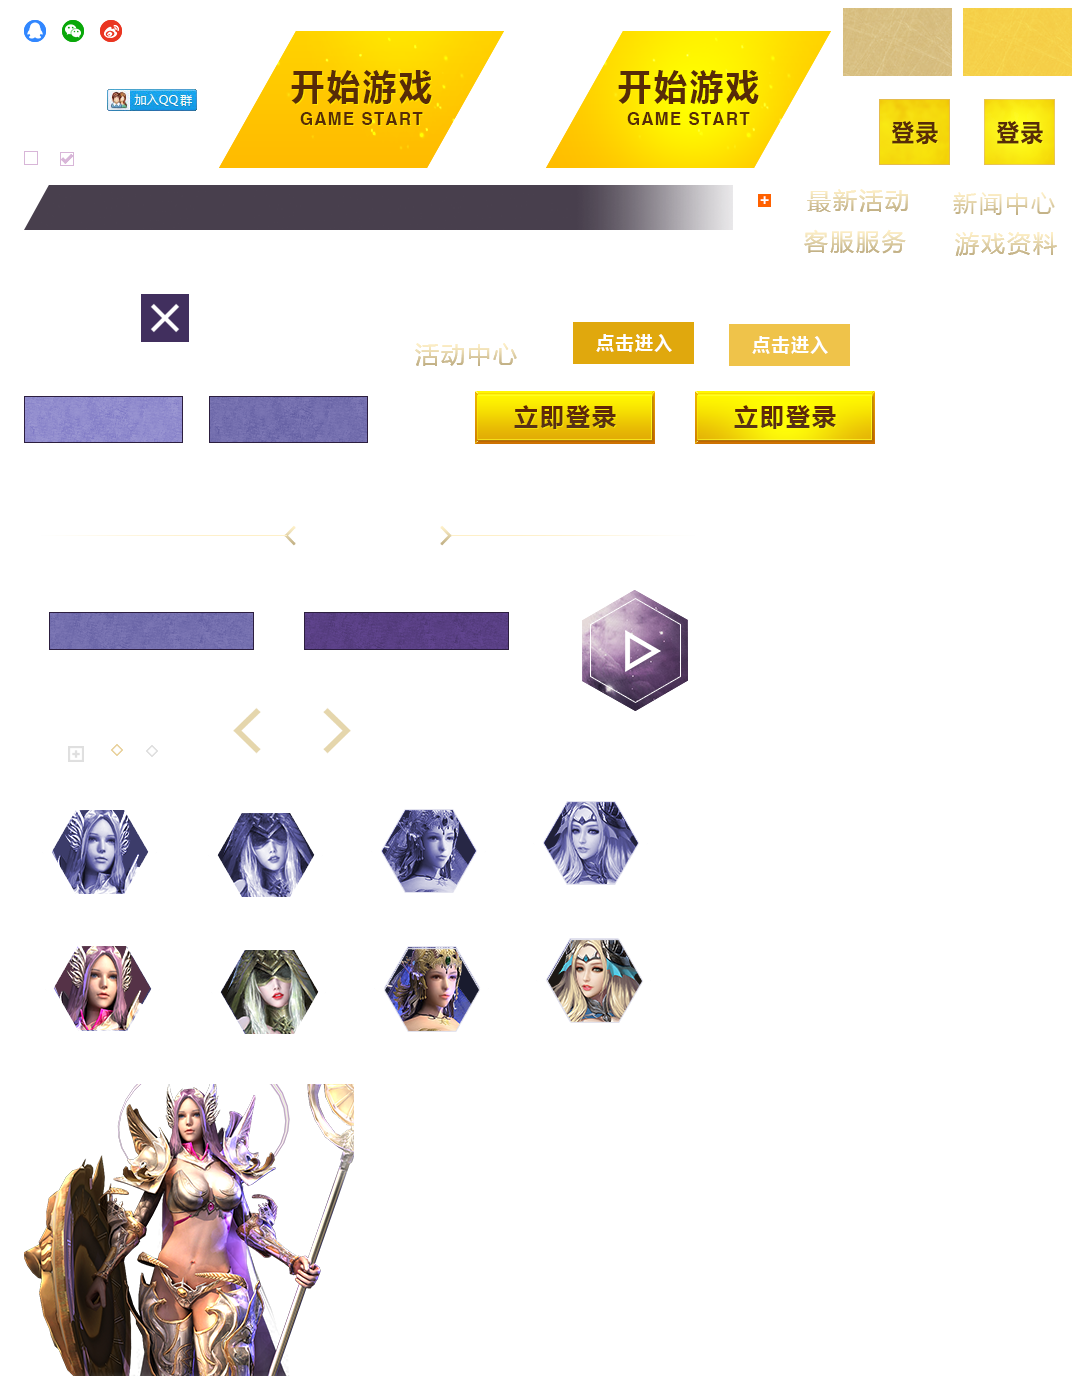 开始游戏
GAME START
开始游戏
GAME START
加入QQ群
登录
登录
最新活动
新闻中心
客服服务
游戏资料
活动中心
点击进入
点击进入
立即登录
立即登录